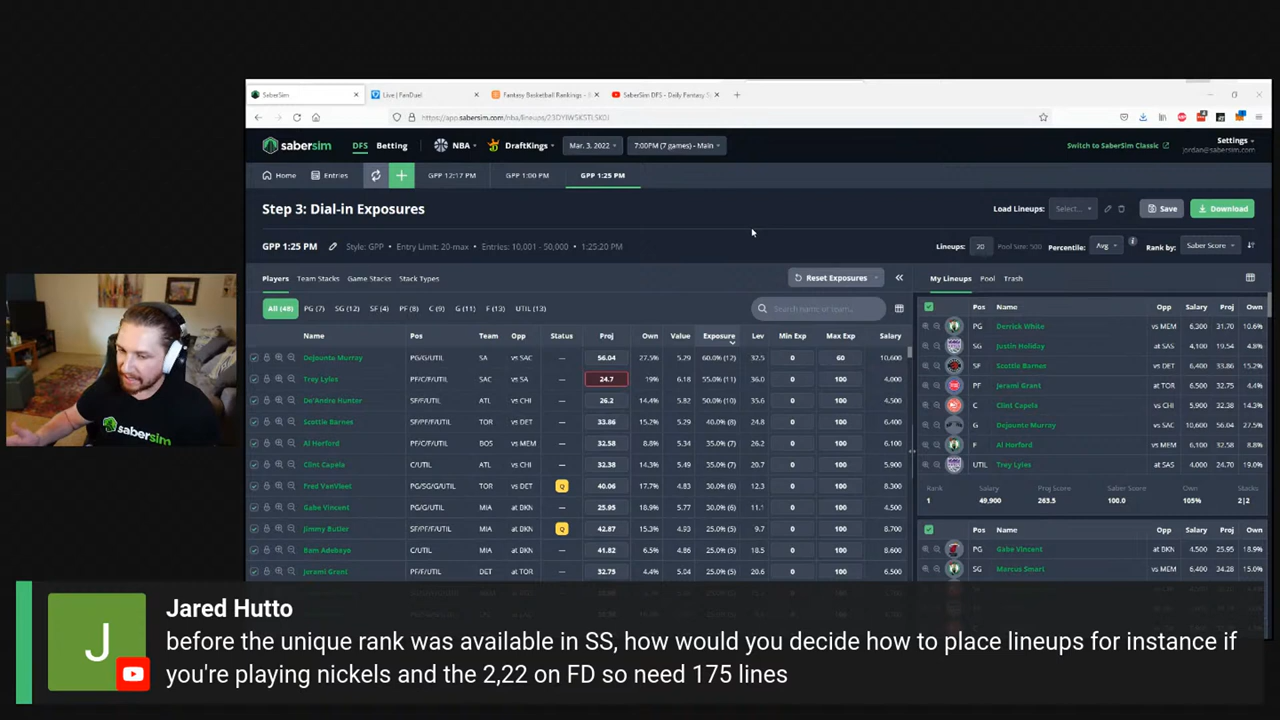 SaberSim
Live | FanDuel
Fantasy Basketball Rankings -
SaberSim DFS - Daily Fantasy Sp
https://app.sabersim.com/nba/lineups/
sabersim
DFS
Betting
NBA
DraftKings
Mar. 3, 2022
7:00PM (7 games) - Main
Switch to SaberSim Classic
Settings
jordan@sabersim.com
Home
Entries
GPP 12:17 PM
GPP 1:00 PM
GPP 1:25 PM
Step 3: Dial-in Exposures
Load Lineups:
Select...
Save
Download
GPP 1:25 PM
Style: GPP
Entry Limit: 20-max
Entries: 10,001 - 50,000
1:25:20 PM
Lineups:
20
Pool Size: 500
Percentile:
Avg
Rank by:
Saber Score
Players
Team Stacks
Game Stacks
Stack Types
Reset Exposures
My Lineups
Pool
Trash
All (48)
PG (7)
SG (12)
SF (4)
PF (8)
C (9)
G (11)
F (13)
UTIL (13)
Search name or team...
Name Pos Team Opp Status Proj Own Value Exposure Lev Min Exp Max Exp Salary
Dejounte Murray PG/G/UTIL SA vs SAC — 56.04 27.5% 5.29 60.0% (12) 32.5 0 60 10,600
Trey Lyles PF/C/F/UTIL SAC at SA — 24.7 19% 6.18 55.0% (11) 36.0 0 100 4,000
De'Andre Hunter SF/F/UTIL ATL vs CHI — 26.2 14.4% 5.82 50.0% (10) 35.6 0 100 4,500
Scottie Barnes SF/PF/F/UTIL TOR vs DET — 33.86 15.2% 5.29 40.0% (8) 24.8 0 100 6,400
Al Horford PF/C/F/UTIL BOS vs MEM — 32.58 8.8% 5.34 35.0% (7) 26.2 0 100 6,100
Clint Capela C/UTIL ATL vs CHI — 32.38 14.3% 5.49 35.0% (7) 20.7 0 100 5,900
Fred VanVleet PG/SG/G/UTIL TOR vs DET Q 40.06 17.7% 4.83 35.0% (7) 17.3 0 100 8,300
Gabe Vincent PG/G/UTIL MIA at BKN — 25.95 18.9% 5.77 30.0% (6) 11.1 0 100 4,500
Jimmy Butler SF/PF/F/UTIL MIA at BKN Q 42.87 15.3% 4.93 25.0% (5) 9.7 0 100 8,700
Bam Adebayo C/UTIL MIA at BKN — 41.82 6.5% 4.86 25.0% (5) 18.5 0 100 8,600
Jerami Grant PF/F/UTIL DET at TOR — 32.75 4.4% 5.04 25.0% (5) 20.6 0 100 6,500
Pos Name Opp Salary Proj Own
PG Derrick White vs MEM 6,300 31.70 10.6%
SG Justin Holiday at SAS 4,100 19.54 4.8%
SF Scottie Barnes vs DET 6,400 33.86 15.2%
PF Jerami Grant at TOR 6,500 32.75 4.4%
C Clint Capela vs CHI 5,900 32.38 14.3%
G Dejounte Murray vs SAC 10,600 56.04 27.5%
F Al Horford vs MEM 6,100 32.58 8.8%
UTIL Trey Lyles at SAS 4,000 24.70 19.0%
Rank Salary Proj Score Saber Score Own Stacks
1 49,900 263.5 100.0 105% 2|2
Pos Name Opp Salary Proj Own
PG Gabe Vincent at BKN 4,500 25.95 18.9%
SG Marcus Smart vs MEM 6,400 34.28 15.0%
sabersim
J
Jared Hutto
before the unique rank was available in SS, how would you decide how to place lineups for instance if
you're playing nickels and the 2,22 on FD so need 175 lines